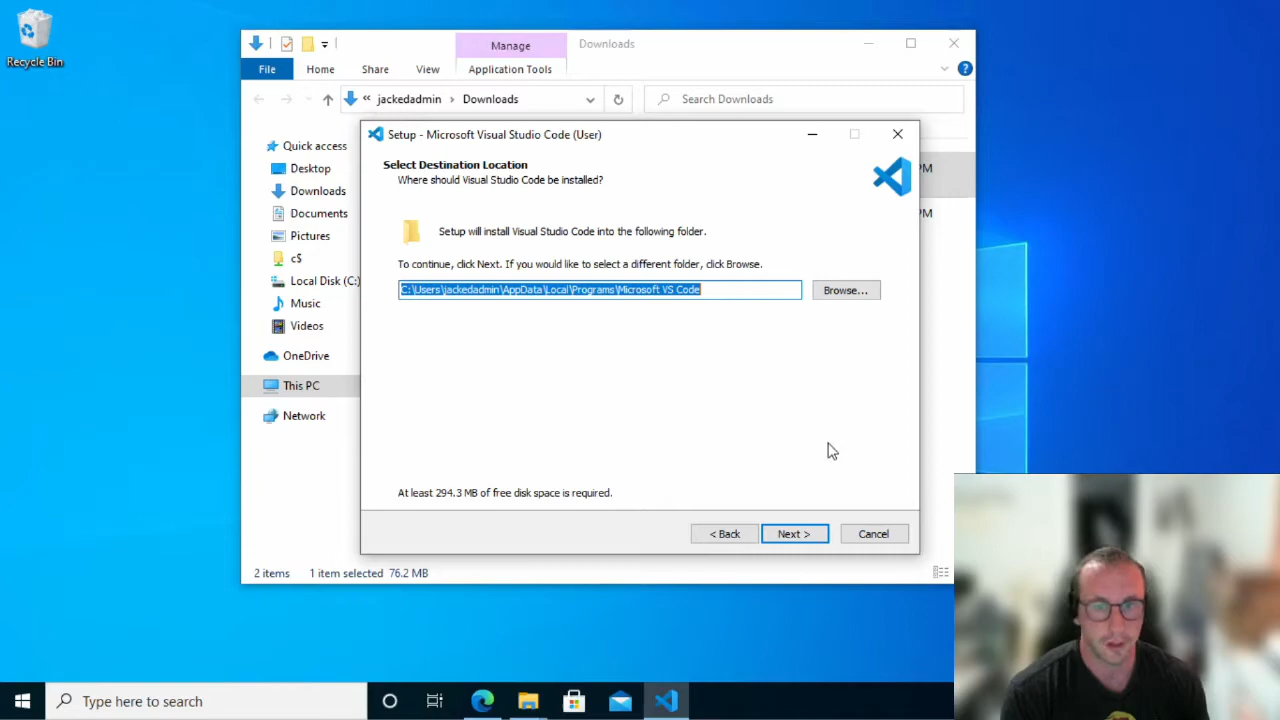 Recycle Bin
Manage
Downloads
File
Home
Share
View
Application Tools
« jackedadmin > Downloads
Search Downloads
Setup - Microsoft Visual Studio Code (User)
Select Destination Location
Where should Visual Studio Code be installed?
Setup will install Visual Studio Code into the following folder.
To continue, click Next. If you would like to select a different folder, click Browse.
C:\Users\jackedadmin\AppData\Local\Programs\Microsoft VS Code
Browse...
At least 294.3 MB of free disk space is required.
< Back
Next >
Cancel
PM
PM
Quick access
Desktop
Downloads
Documents
Pictures
c$
Local Disk (C:)
Music
Videos
OneDrive
This PC
Network
2 items
1 item selected 76.2 MB
Type here to search